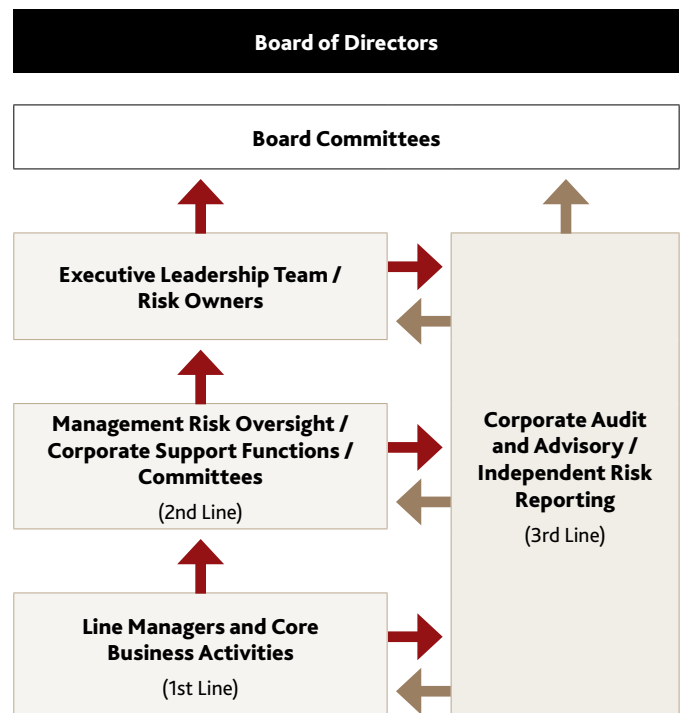 Board of Directors
Board Committees
Executive Leadership Team /
Risk Owners
Management Risk Oversight /
Corporate Support Functions /
Committees
(2nd Line)
Line Managers and Core
Business Activities
(1st Line)
Corporate Audit
and Advisory /
Independent Risk
Reporting
(3rd Line)